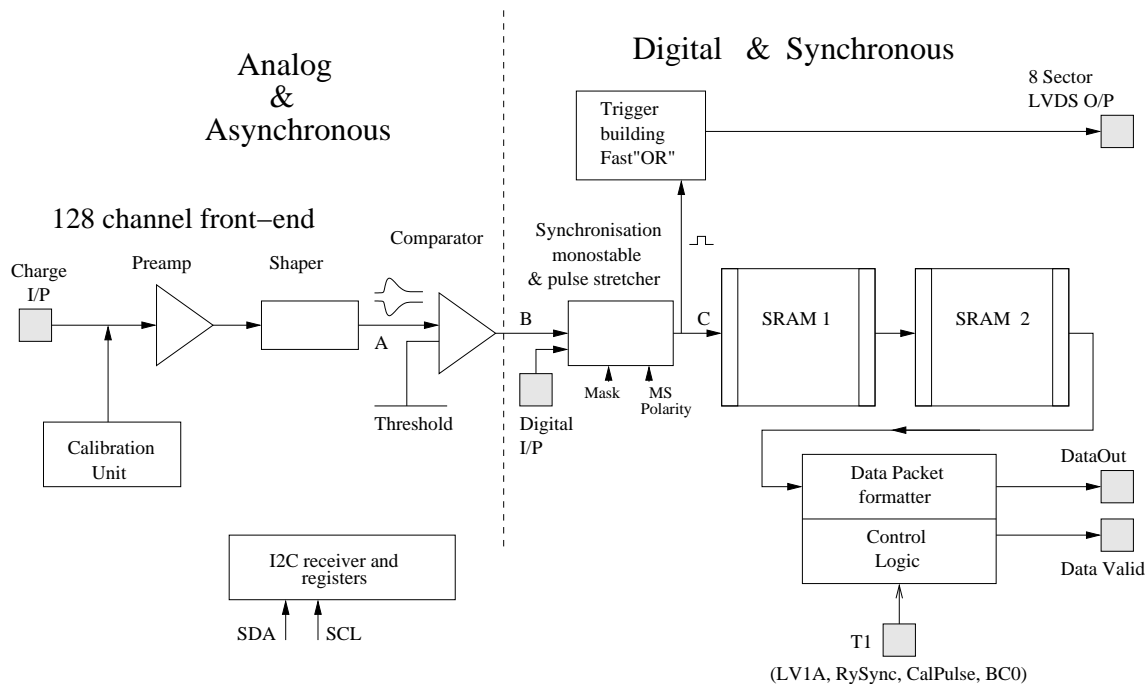 Analog
&
Asynchronous
Digital & Synchronous
8 Sector
LVDS O/P
Trigger
building
Fast"OR"
128 channel front−end
Charge
I/P
Preamp
Shaper
Comparator
Synchronisation
monostable
& pulse stretcher
A
B
C
SRAM 1
SRAM 2
Threshold
Digital
I/P
Mask
MS
Polarity
Calibration
Unit
Data Packet
formatter
Control
Logic
DataOut
Data Valid
I2C receiver and
registers
SDA
SCL
T1
(LV1A, RySync, CalPulse, BC0)